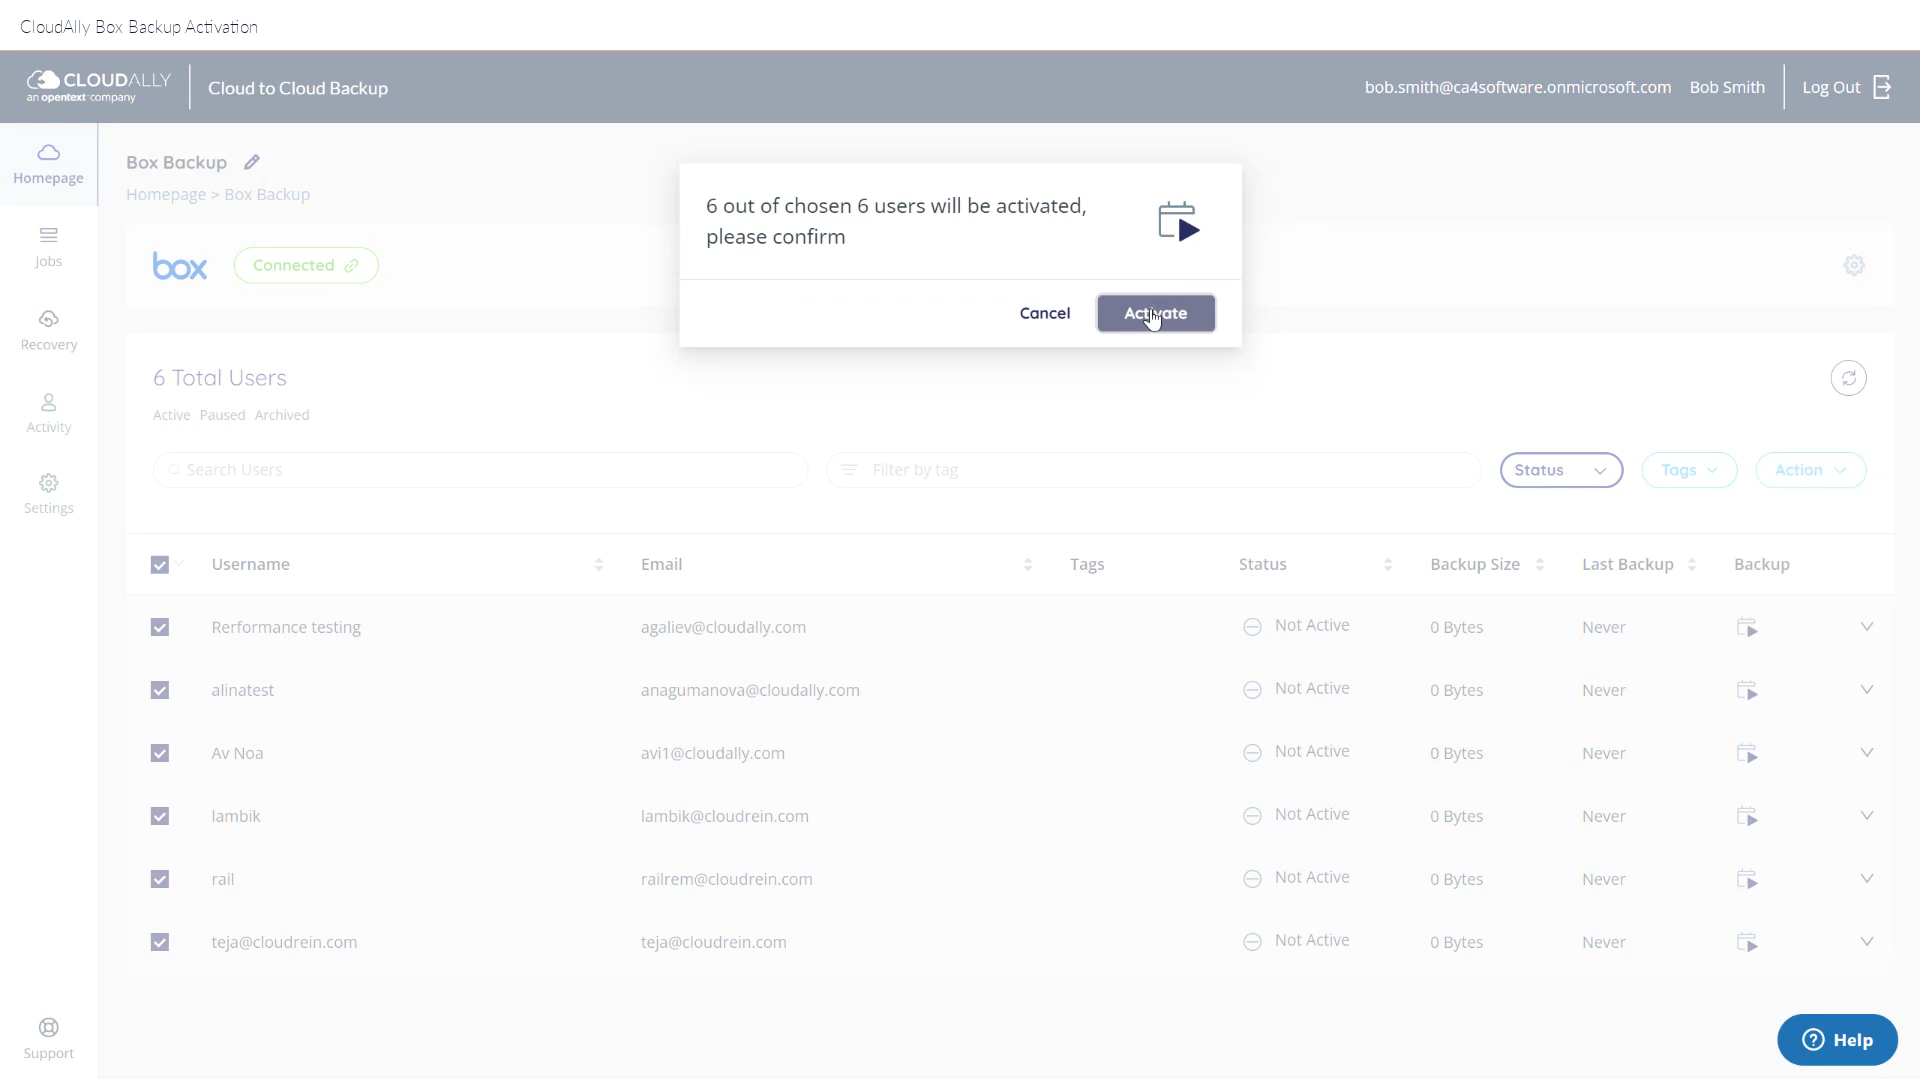 CloudAlly Box Backup Activation
CLOUDALLY
an opentext company
Cloud to Cloud Backup
bob.smith@ca4software.onmicrosoft.com Bob Smith Log Out
Homepage
Jobs
Recovery
Activity
Settings
Support
Box Backup
Homepage > Box Backup
box Connected
6 out of chosen 6 users will be activated,
please confirm
Cancel Activate
6 Total Users
Active Paused Archived
Search Users Filter by tag Status Tags Action
Username Email Tags Status Backup Size Last Backup Backup
Rerformance testing agaliev@cloudally.com Not Active 0 Bytes Never
alinatest anagumanova@cloudally.com Not Active 0 Bytes Never
Av Noa avi1@cloudally.com Not Active 0 Bytes Never
lambik lambik@cloudrein.com Not Active 0 Bytes Never
rail railrem@cloudrein.com Not Active 0 Bytes Never
teja@cloudrein.com teja@cloudrein.com Not Active 0 Bytes Never
Help